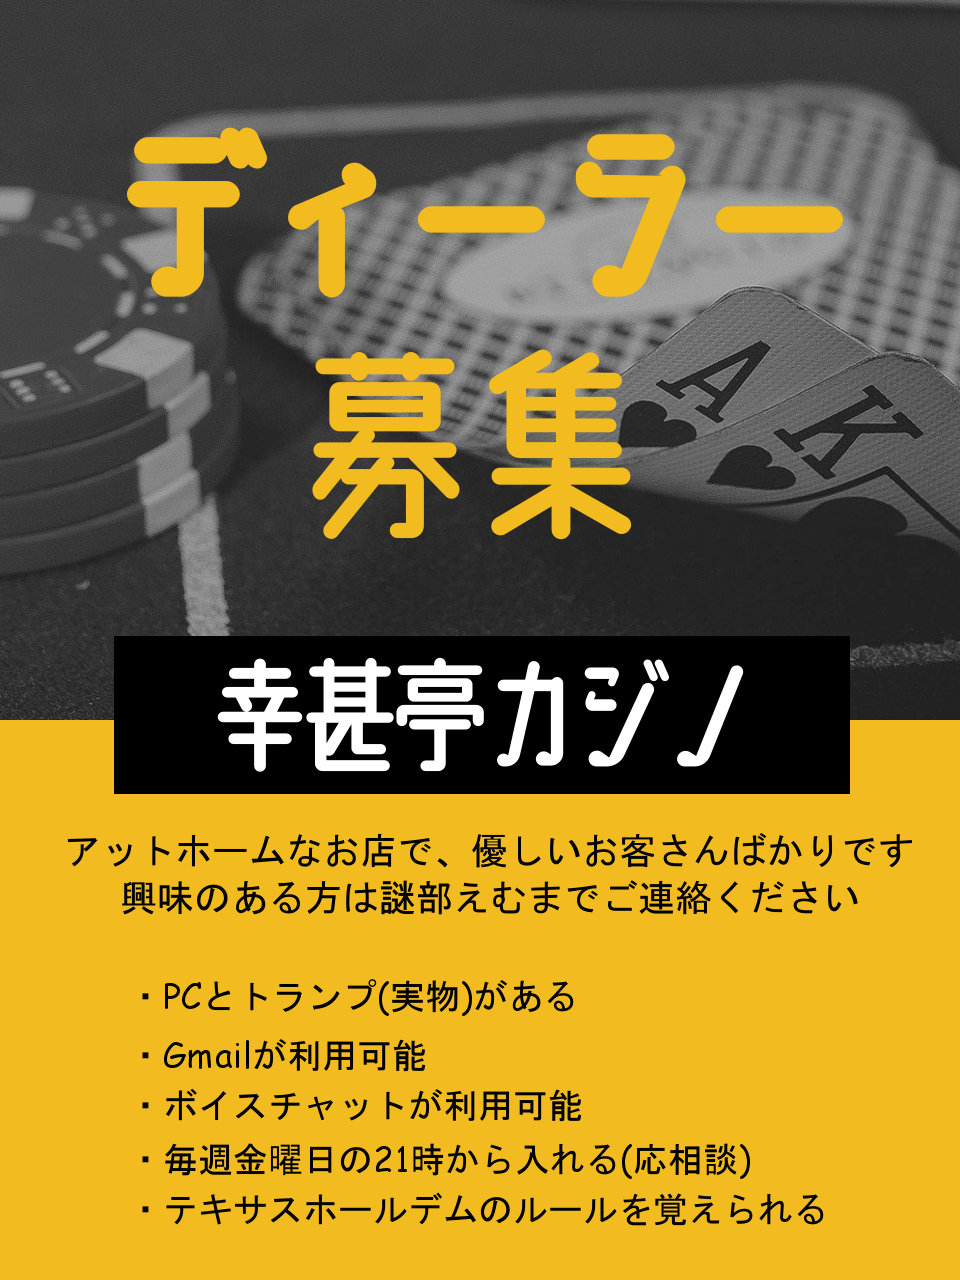 ディーラー
募集
A
K
幸甚亭カジノ
アットホームなお店で、優しいお客さんばかりです
興味のある方は謎部えむまでご連絡ください
・PCとトランプ(実物)がある
・Gmailが利用可能
・ボイスチャットが利用可能
・毎週金曜日の21時から入れる(応相談)
・テキサスホールデムのルールを覚えられる